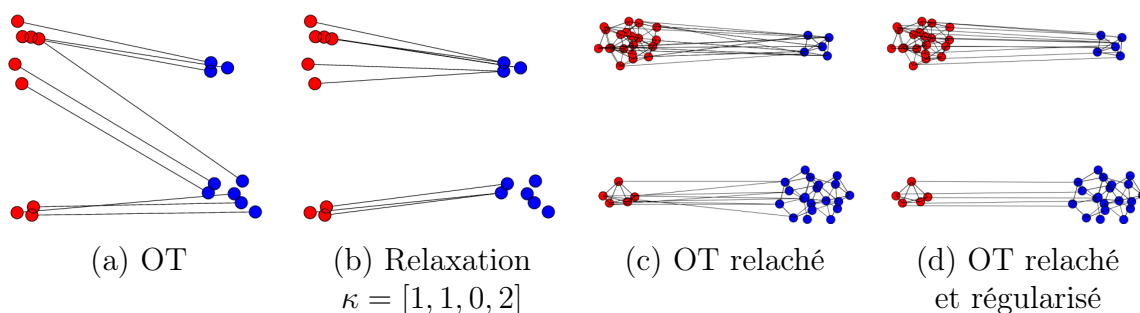 (a) OT
(b) Relaxation
κ = [1, 1, 0, 2]
(c) OT relaché
(d) OT relaché
et régularisé